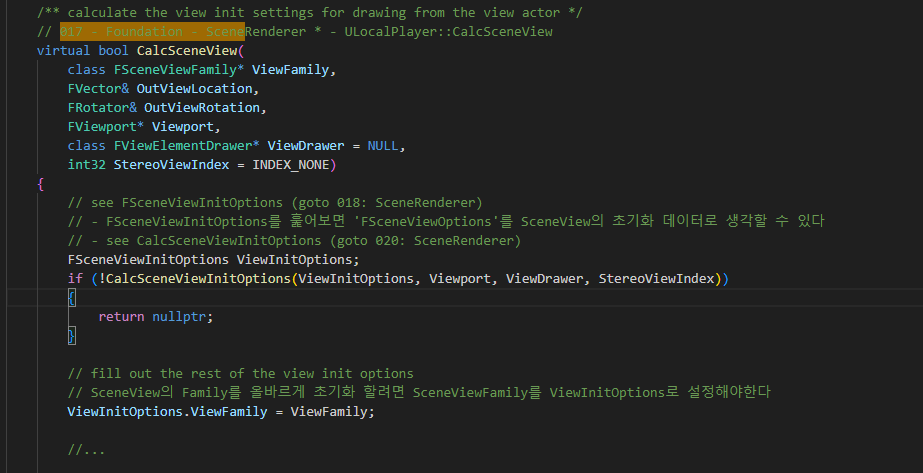 /** calculate the view init settings for drawing from the view actor */
// 017 - Foundation - SceneRenderer * - ULocalPlayer::CalcSceneView
virtual bool CalcSceneView(
class FSceneViewFamily* ViewFamily,
FVector& OutViewLocation,
FRotator& OutViewRotation,
FViewport* Viewport,
class FViewElementDrawer* ViewDrawer = NULL,
int32 StereoViewIndex = INDEX_NONE)
{
// see FSceneViewInitOptions (goto 018: SceneRenderer)
// - FSceneViewInitOptions를 훑어보면 'FSceneViewOptions'를 SceneView의 초기화 데이터로 생각할 수 있다
// - see CalcSceneViewInitOptions (goto 020: SceneRenderer)
FSceneViewInitOptions ViewInitOptions;
if (!CalcSceneViewInitOptions(ViewInitOptions, Viewport, ViewDrawer, StereoViewIndex))
{
return nullptr;
}
// fill out the rest of the view init options
// SceneView의 Family를 올바르게 초기화 할려면 SceneViewFamily를 ViewInitOptions로 설정해야한다
ViewInitOptions.ViewFamily = ViewFamily;
//...